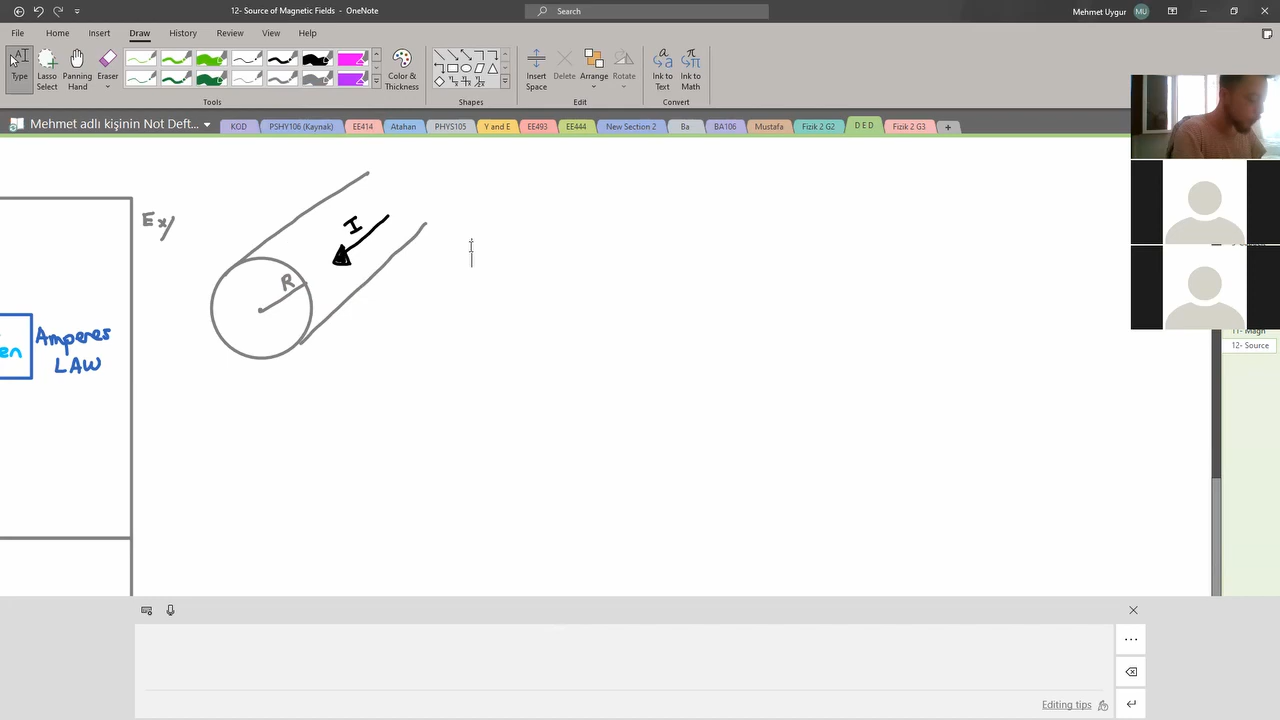 12- Source of Magnetic Fields - OneNote
Search
Mehmet Uygur
MU
File
Home
Insert
Draw
History
Review
View
Help
Type
Lasso Select
Panning Hand
Eraser
Color & Thickness
Insert Space
Delete
Arrange
Rotate
Ink to Text
Ink to Math
Tools
Shapes
Edit
Convert
Mehmet adlı kişinin Not Deft...
KGD
PSHY106 (Kaynak)
EE414
Atahan
PHYS105
Y and E
EE493
EE444
New Section 2
Ba
BA106
Mustafa
Fizik 2 G2
D E D
Fizik 2 G3
+
Ex/
I
R
en
Amperes
LAW
11- Magn
12- Source
Editing tips